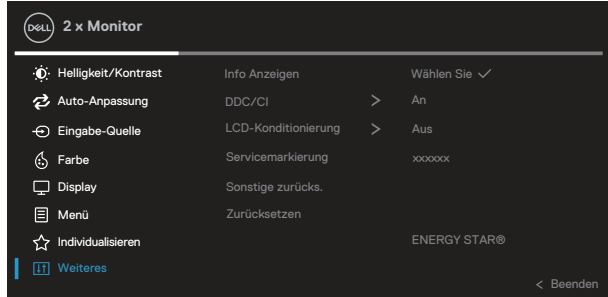 DELL 2 x Monitor
Helligkeit/Kontrast Info Anzeigen Wählen Sie ✓
Auto-Anpassung DDC/CI > An
Eingabe-Quelle LCD-Konditionierung > Aus
Farbe Servicemarkierung xxxxxx
Display Sonstige zurücks.
Menü Zurücksetzen
Individualisieren ENERGY STAR®
Weiteres
< Beenden